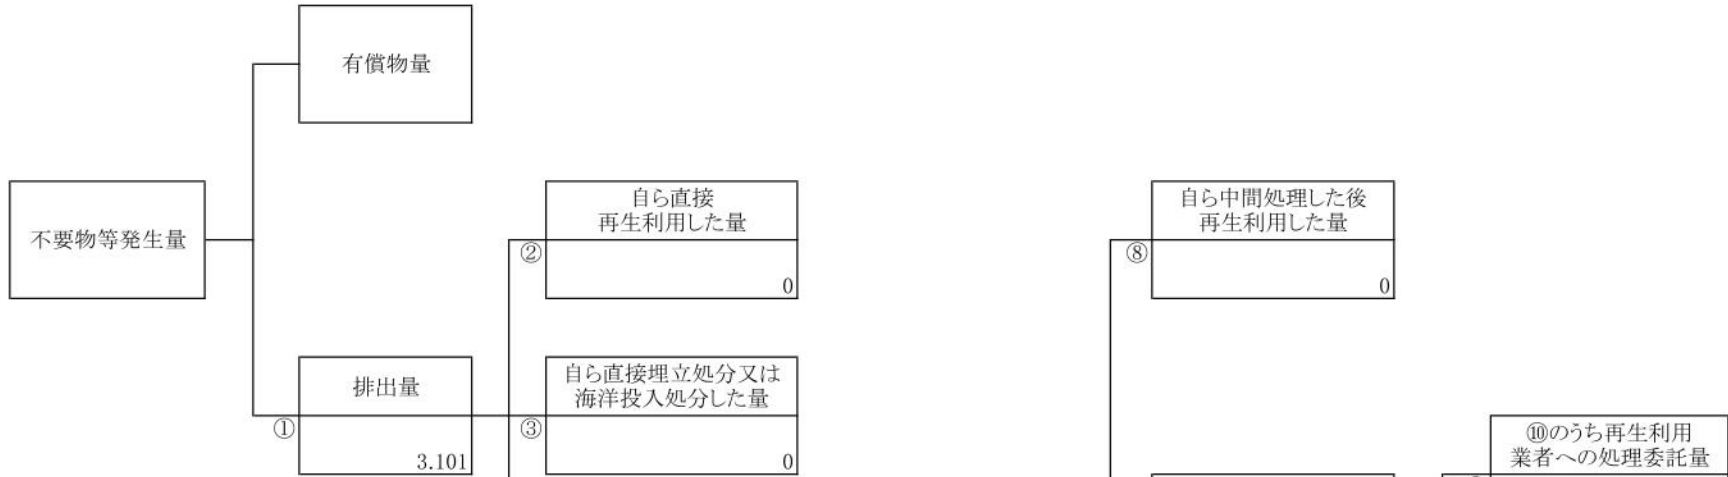 有償物量
不要物等発生量
自ら直接
再生利用した量
②
0
自ら中間処理した後
再生利用した量
⑧
0
排出量
①
3.101
自ら直接埋立処分又は
海洋投入処分した量
③
0
⑩のうち再生利用
業者への処理委託量